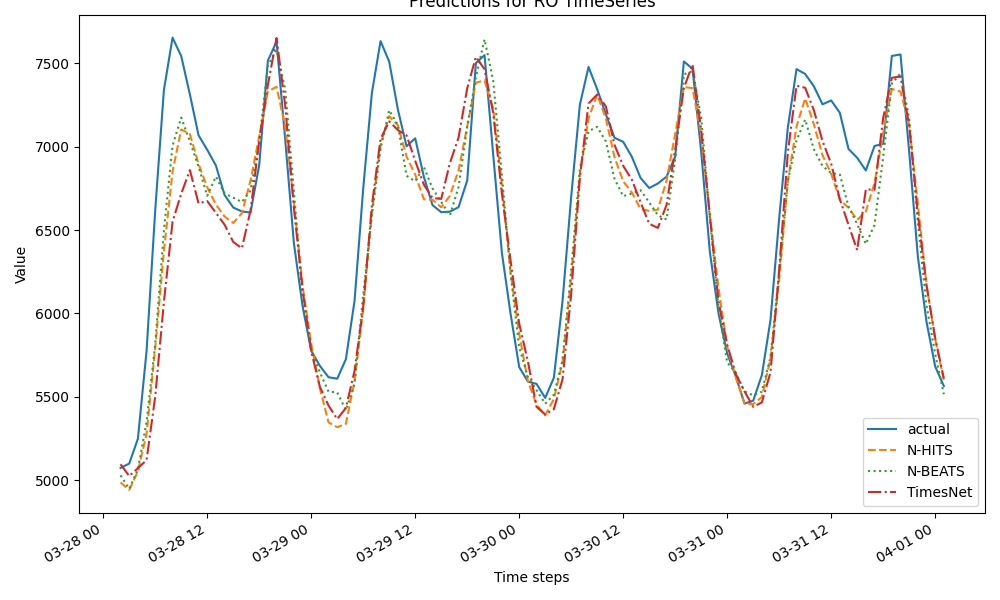 Predictions for RO TimeSeries
Value
7500
7000
6500
6000
5500
5000
03-28 00
03-28 12
03-29 00
03-29 12
03-30 00
03-30 12
03-31 00
03-31 12
04-01 00
Time steps
actual
N-HITS
N-BEATS
TimesNet